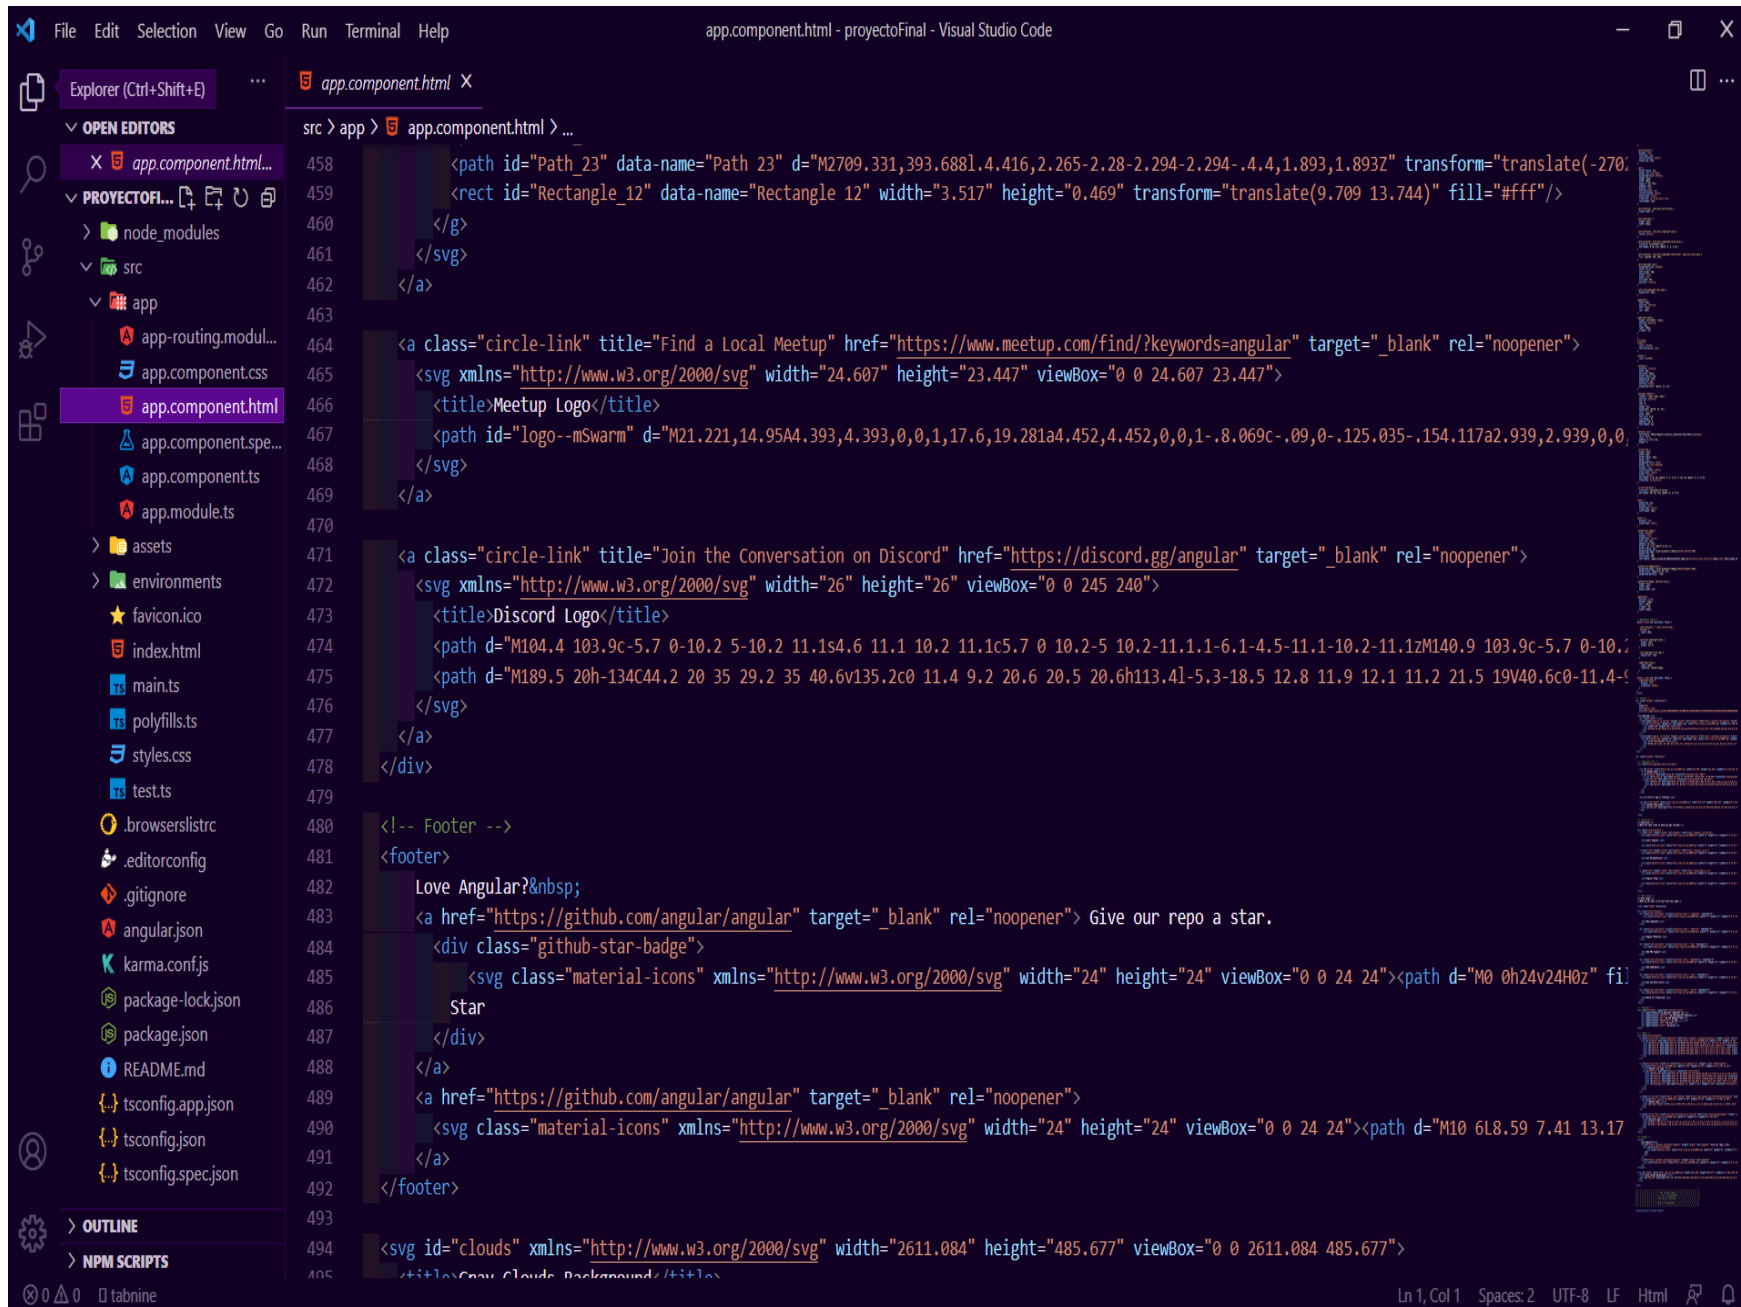 File Edit Selection View Go Run Terminal Help app.component.html - proyectoFinal - Visual Studio Code
Explorer (Ctrl+Shift+E)
OPEN EDITORS
app.component.html...
PROYECTOFI...
node_modules
src
app
app-routing.modul...
app.component.css
app.component.html
app.component.spe...
app.component.ts
app.module.ts
assets
environments
favicon.ico
index.html
main.ts
polyfills.ts
styles.css
test.ts
.browserslistrc
.editorconfig
.gitignore
angular.json
karma.conf.js
package-lock.json
package.json
README.md
tsconfig.app.json
tsconfig.json
tsconfig.spec.json
OUTLINE
NPM SCRIPTS
app.component.html
src > app > app.component.html > ...
458 <path id="Path_23" data-name="Path 23" d="M2709.331,393.688l.4.416,2.265-2.28-2.294-2.294-.4.4,1.893,1.893Z" transform="translate(-270
459 <rect id="Rectangle_12" data-name="Rectangle 12" width="3.517" height="0.469" transform="translate(9.709 13.744)" fill="#fff"/>
460 </g>
461 </svg>
462 </a>
463
464 <a class="circle-link" title="Find a Local Meetup" href="https://www.meetup.com/find/?keywords=angular" target="_blank" rel="noopener">
465 <svg xmlns="http://www.w3.org/2000/svg" width="24.607" height="23.447" viewBox="0 0 24.607 23.447">
466 <title>Meetup Logo</title>
467 <path id="logo--mSwarm" d="M21.221,14.95A4.393,4.393,0,0,1,17.6,19.281a4.452,4.452,0,0,1-.8.069c-.09,0-.125.035-.154.117a2.939,2.939,0,0,
468 </svg>
469 </a>
470
471 <a class="circle-link" title="Join the Conversation on Discord" href="https://discord.gg/angular" target="_blank" rel="noopener">
472 <svg xmlns="http://www.w3.org/2000/svg" width="26" height="26" viewBox="0 0 245 240">
473 <title>Discord Logo</title>
474 <path d="M104.4 103.9c-5.7 0-10.2 5-10.2 11.1s4.6 11.1 10.2 11.1c5.7 0 10.2-5 10.2-11.1.1-6.1-4.5-11.1-10.2-11.1zM140.9 103.9c-5.7 0-10.2
475 <path d="M189.5 20h-134C44.2 20 35 29.2 35 40.6v135.2c0 11.4 9.2 20.6 20.5 20.6h113.4l-5.3-18.5 12.8 11.9 12.1 11.2 21.5 19V40.6c0-11.4-9
476 </svg>
477 </a>
478 </div>
479
480 <!-- Footer -->
481 <footer>
482 Love Angular?&nbsp;
483 <a href="https://github.com/angular/angular" target="_blank" rel="noopener"> Give our repo a star.
484 <div class="github-star-badge">
485 <svg class="material-icons" xmlns="http://www.w3.org/2000/svg" width="24" height="24" viewBox="0 0 24 24"><path d="M0 0h24v24H0z" fil
486 Star
487 </div>
488 </a>
489 <a href="https://github.com/angular/angular" target="_blank" rel="noopener">
490 <svg class="material-icons" xmlns="http://www.w3.org/2000/svg" width="24" height="24" viewBox="0 0 24 24"><path d="M10 6L8.59 7.41 13.17
491 </a>
492 </footer>
493
494 <svg id="clouds" xmlns="http://www.w3.org/2000/svg" width="2611.084" height="485.677" viewBox="0 0 2611.084 485.677">
495 <title>Gray Clouds Background</title>
0 0 tabnine Ln 1, Col 1 Spaces: 2 UTF-8 LF Html